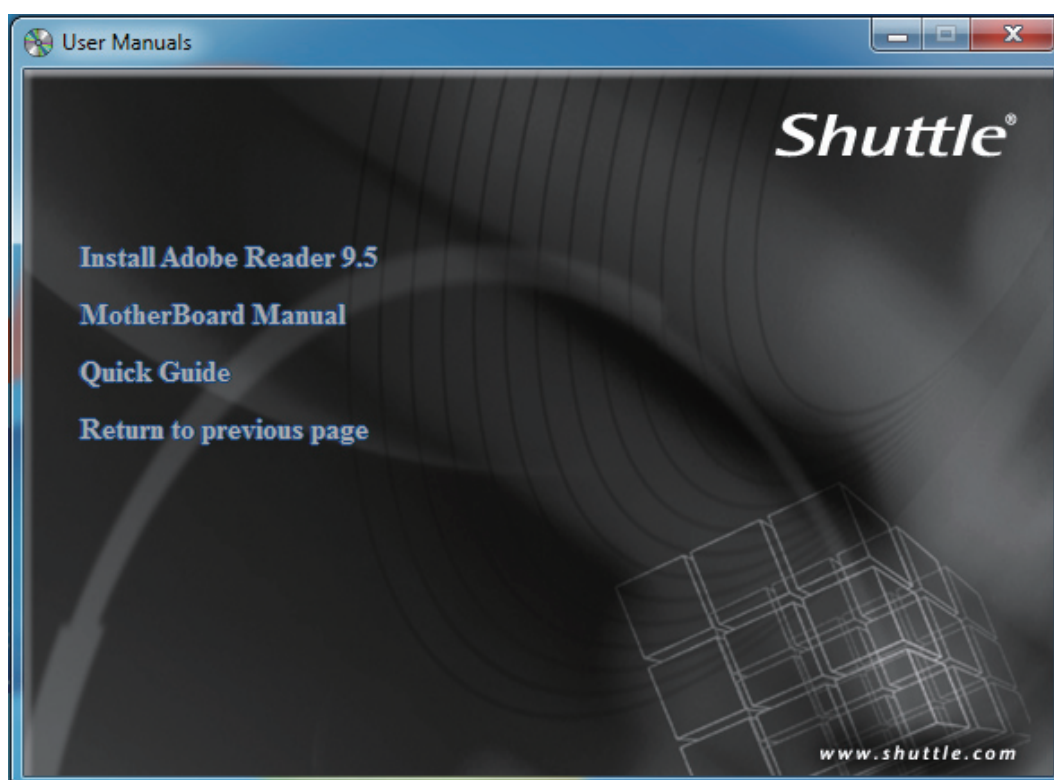 User Manuals
Shuttle®
Install Adobe Reader 9.5
MotherBoard Manual
Quick Guide
Return to previous page
www.shuttle.com